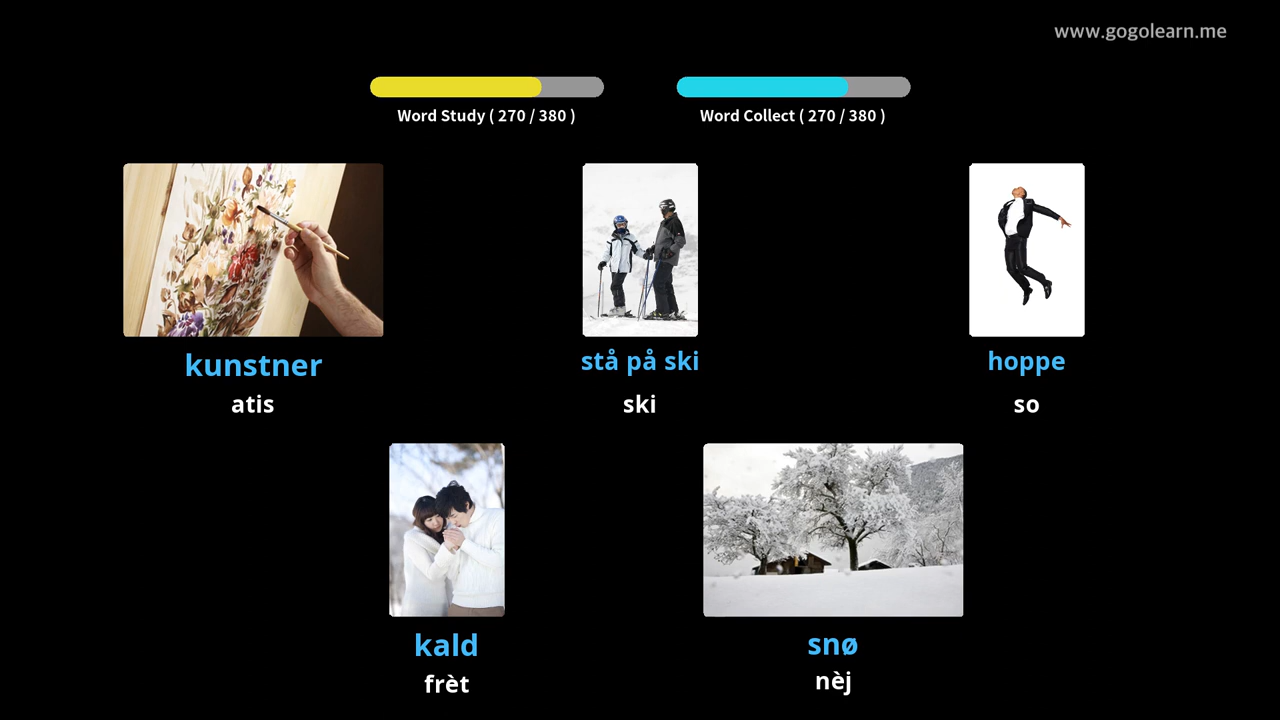 www.gogolearn.me
Word Study ( 270 / 380 )
Word Collect ( 270 / 380 )
kunstner
atis
stå på ski
ski
hoppe
so
kald
frèt
snø
nèj